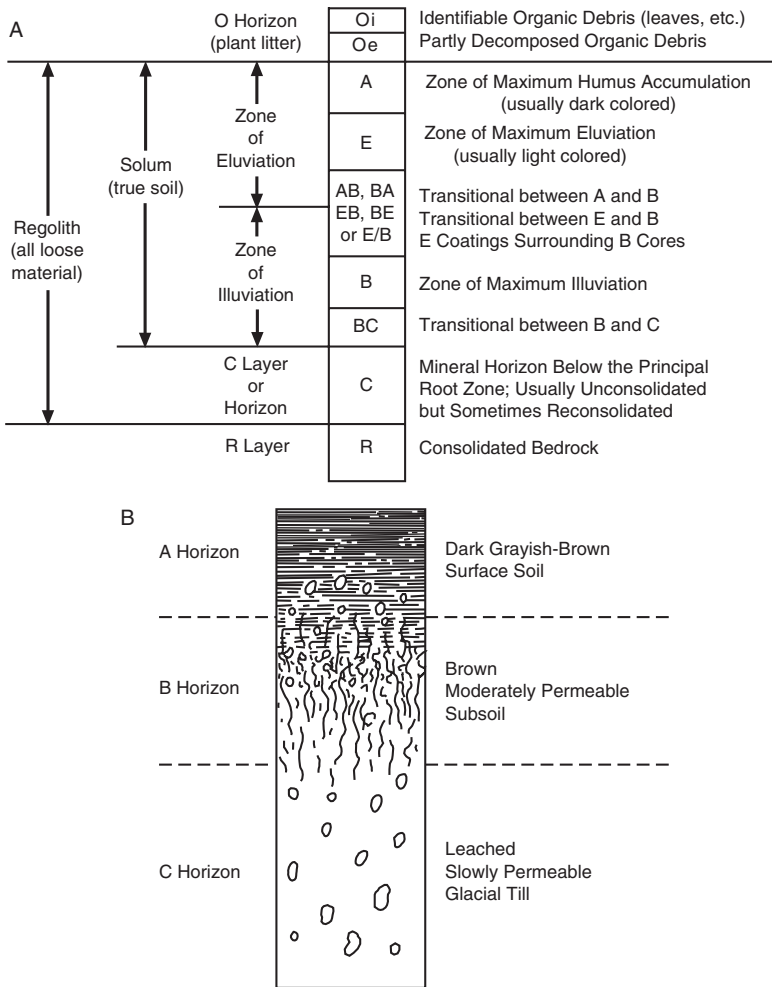 A
O Horizon
(plant litter)
Oi
Oe
Identifiable Organic Debris (leaves, etc.)
Partly Decomposed Organic Debris
Regolith
(all loose
material)
Solum
(true soil)
Zone
of
Eluviation
Zone
of
Illuviation
A
Zone of Maximum Humus Accumulation
(usually dark colored)
E
Zone of Maximum Eluviation
(usually light colored)
AB, BA
EB, BE
or E/B
Transitional between A and B
Transitional between E and B
E Coatings Surrounding B Cores
B
Zone of Maximum Illuviation
BC
Transitional between B and C
C Layer
or
Horizon
C
Mineral Horizon Below the Principal
Root Zone; Usually Unconsolidated
but Sometimes Reconsolidated
R Layer
R
Consolidated Bedrock
B
A Horizon
Dark Grayish-Brown
Surface Soil
B Horizon
Brown
Moderately Permeable
Subsoil
C Horizon
Leached
Slowly Permeable
Glacial Till